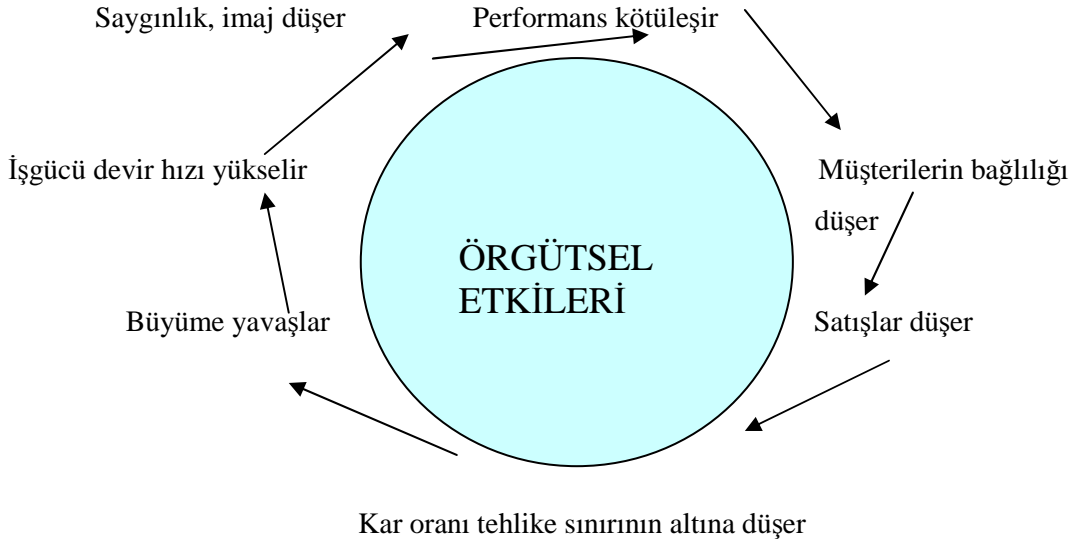 Saygınlık, imaj düşer
Performans kötüleşir
İşgücü devir hızı yükselir
Müşterilerin bağlılığı
düşer
ÖRGÜTSEL
ETKİLERİ
Büyüme yavaşlar
Satışlar düşer
Kar oranı tehlike sınırının altına düşer